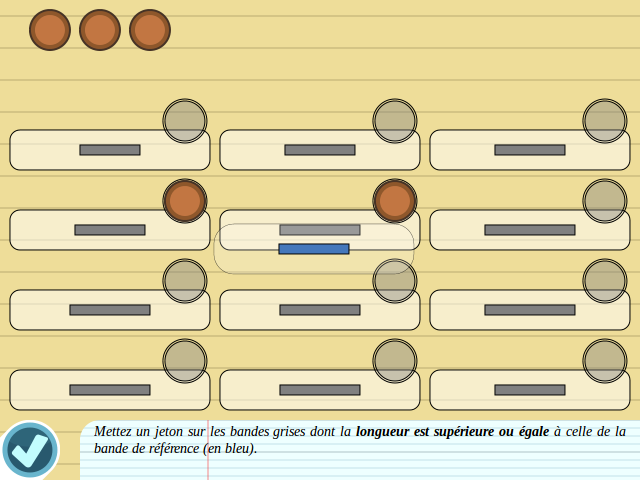 Mettez un jeton sur les bandes grises dont la longueur est supérieure ou égale à celle de la
bande de référence (en bleu).